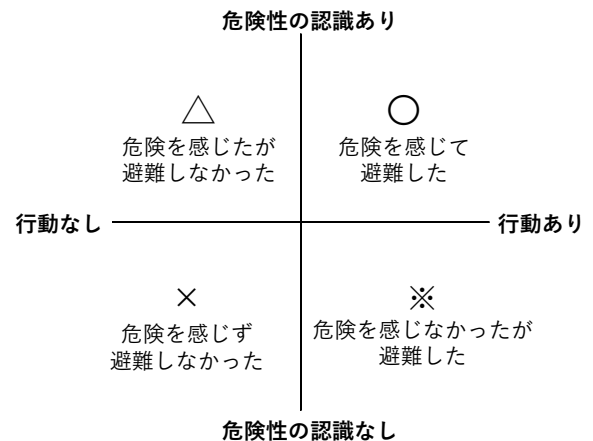 危険性の認識あり
△
危険を感じたが
避難しなかった
○
危険を感じて
避難した
行動なし
行動あり
×
危険を感じず
避難しなかった
※
危険を感じなかったが
避難した
危険性の認識なし